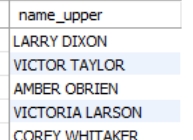 name_upper
LARRY DIXON
VICTOR TAYLOR
AMBER OBRIEN
VICTORIA LARSON
COREY WHITAKER